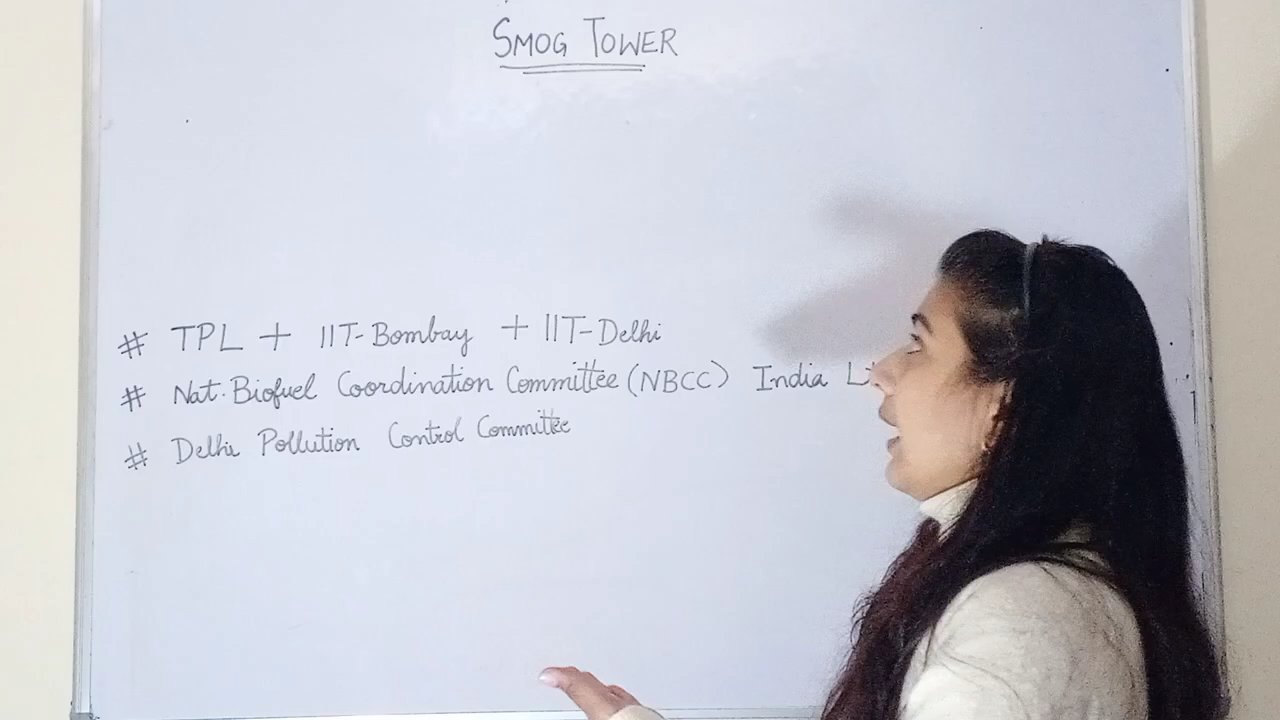 SMOG TOWER
# TPL + IIT-Bombay + IIT-Delhi
# Nat. Biofuel Coordination Committee (NBCC) India
# Delhi Pollution Control Committee